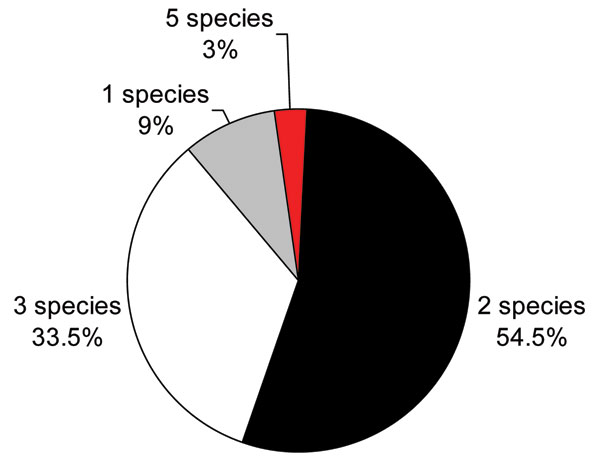 5 species
3%
1 species
9%
3 species
33.5%
2 species
54.5%